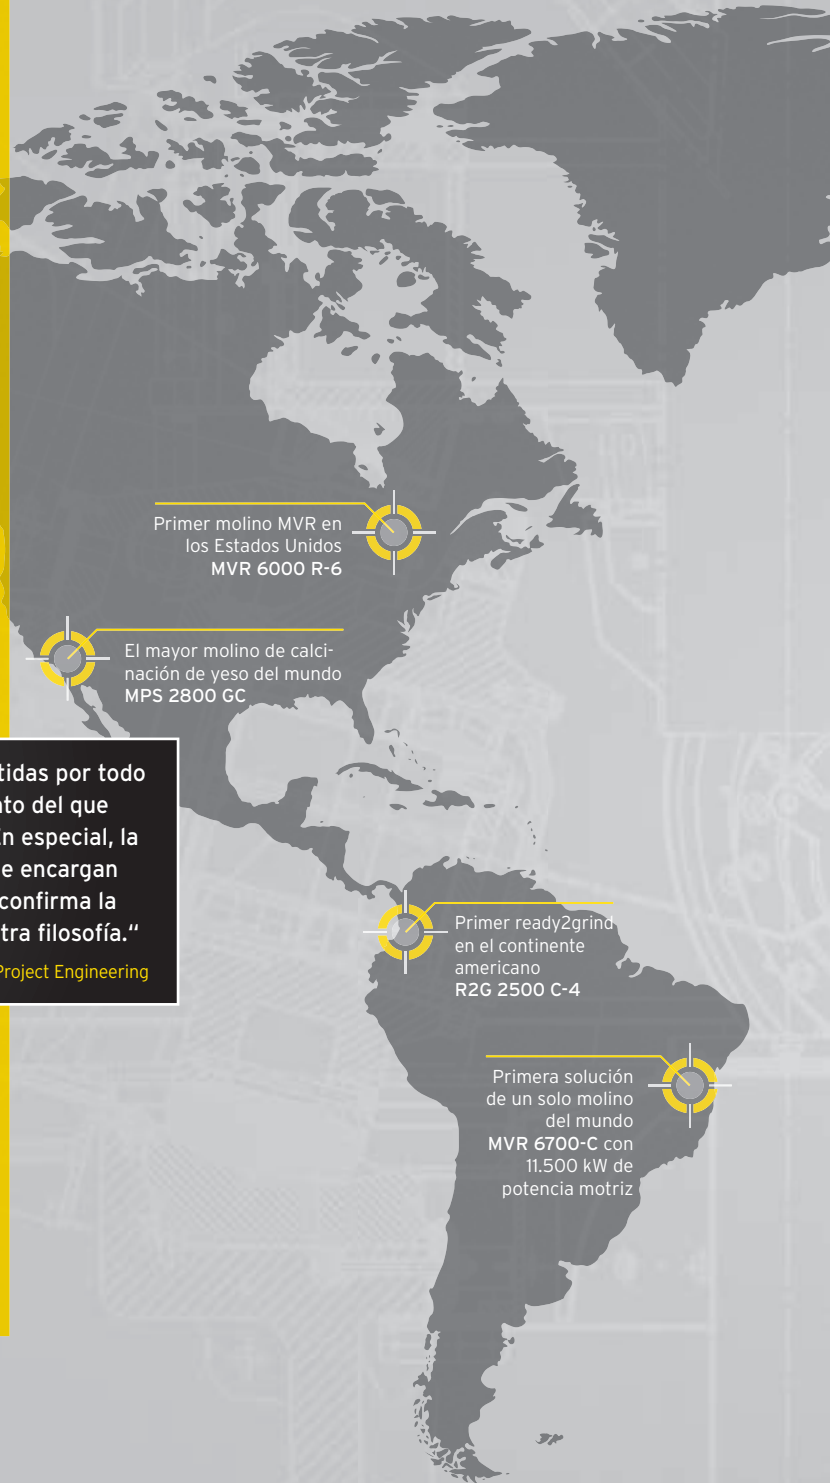 Primer molino MVR en
los Estados Unidos
MVR 6000 R-6
El mayor molino de calci-
nación de yeso del mundo
MPS 2800 GC
tidas por todo
to del que
n especial, la
e encargan
confirma la
tra filosofía.“
Project Engineering
Primer ready2grind
en el continente
americano
R2G 2500 C-4
Primera solución
de un solo molino
del mundo
MVR 6700-C con
11.500 kW de
potencia motriz